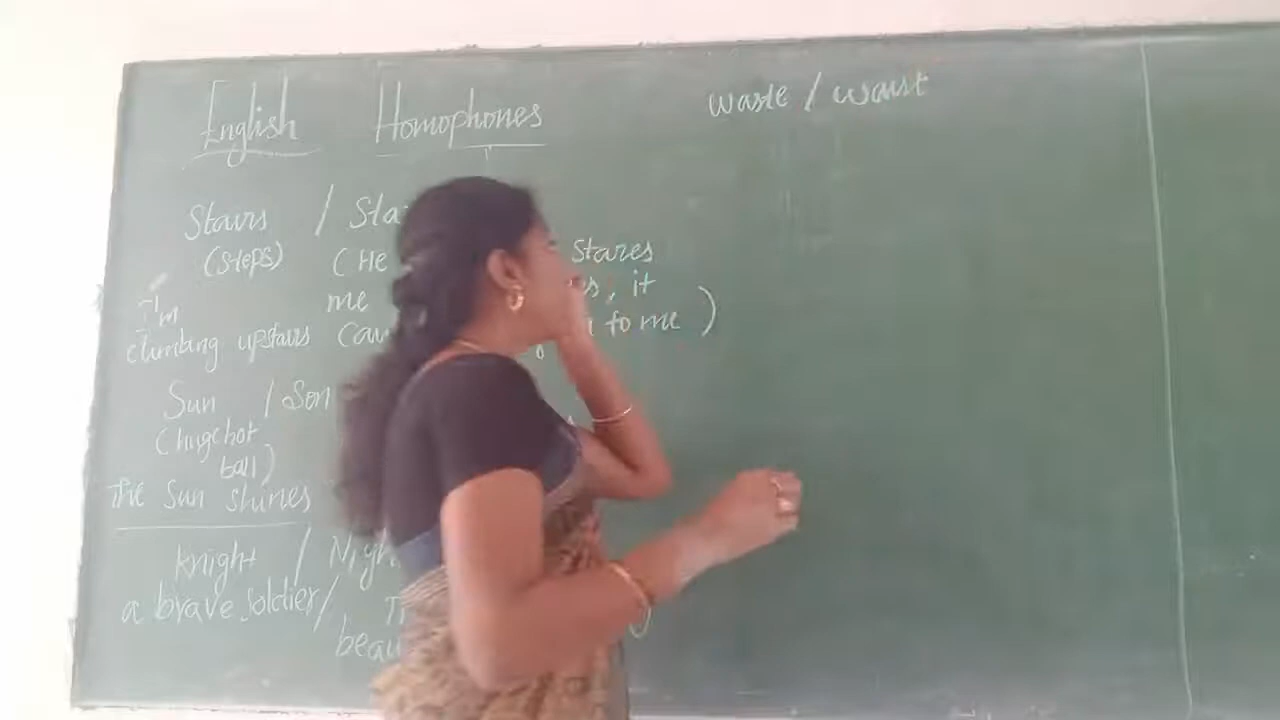 English Homophones
Stairs / Sta
(steps) (He stares
I'm me s, it
climbing upstairs to me )
Sun / Son
(huge hot
ball)
The Sun shines
Knight / Nigh
a brave soldier/
beau
waste / waist